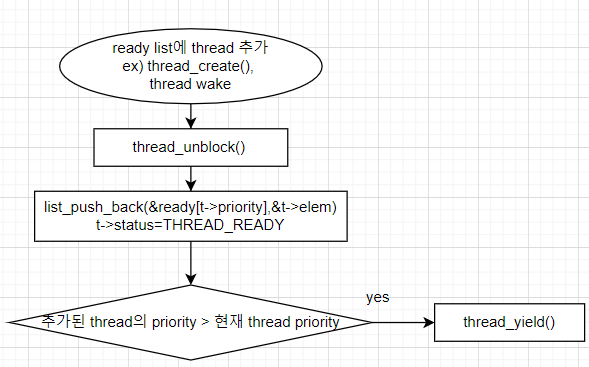 ready list에 thread 추가
ex) thread_create(),
thread wake
thread_unblock()
list_push_back(&ready[t->priority],&t->elem)
t->status=THREAD_READY
추가된 thread의 priority > 현재 thread priority
yes
thread_yield()